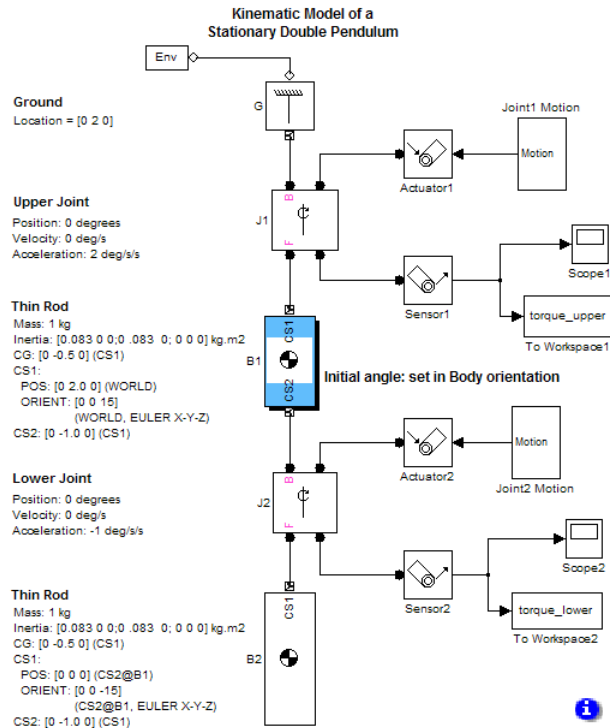 Kinematic Model of a
Stationary Double Pendulum
Env
Ground
Location = [0 2 0]
G
Joint1 Motion
Motion
Actuator1
Upper Joint
Position: 0 degrees
Velocity: 0 deg/s
Acceleration: 2 deg/s/s
J1
B
F
Sensor1
Scope1
torque_upper
To Workspace1
Thin Rod
Mass: 1 kg
Inertia: [0.083 0 0;0 .083 0; 0 0 0] kg.m2
CG: [0 -0.5 0] (CS1)
CS1:
POS: [0 2.0 0] (WORLD)
ORIENT: [0 0 15]
(WORLD, EULER X-Y-Z)
CS2: [0 -1.0 0] (CS1)
B1
CS1
CS2
Initial angle: set in Body orientation
Motion
Joint2 Motion
Actuator2
Lower Joint
Position: 0 degrees
Velocity: 0 deg/s
Acceleration: -1 deg/s/s
J2
B
F
Sensor2
Scope2
torque_lower
To Workspace2
Thin Rod
Mass: 1 kg
Inertia: [0.083 0 0;0 .083 0; 0 0 0] kg.m2
CG: [0 -0.5 0] (CS1)
CS1:
POS: [0 0 0] (CS2@B1)
ORIENT: [0 0 -15]
(CS2@B1, EULER X-Y-Z)
CS2: [0 -1.0 0] (CS1)
B2
CS1
i